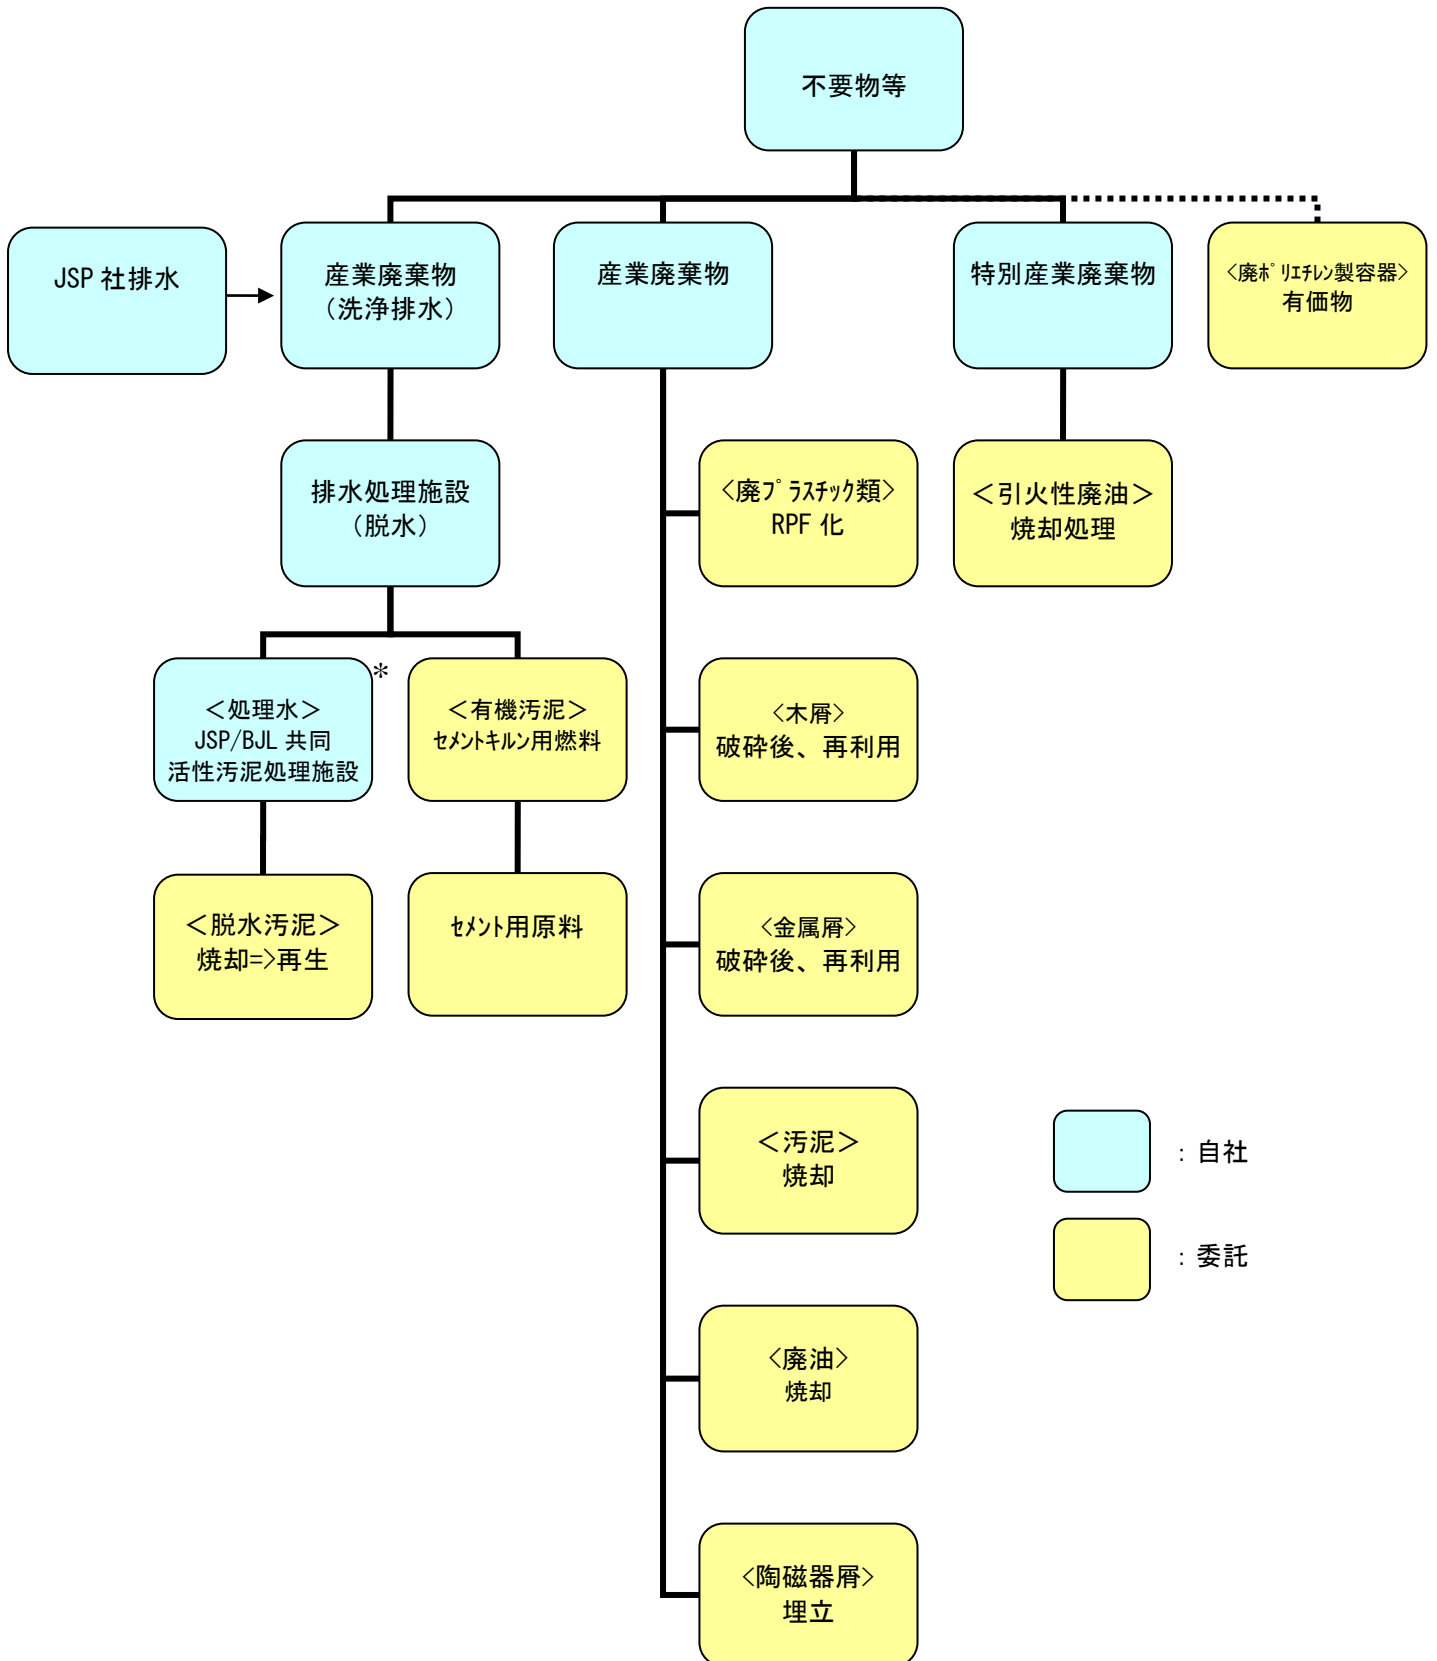 不要物等
JSP 社排水
産業廃棄物
（洗浄排水）
産業廃棄物
特別産業廃棄物
<廃ﾎﾟﾘｴﾁﾚﾝ製容器>
有価物
排水処理施設
（脱水）
<廃ﾌﾟﾗｽﾁｯｸ類>
RPF 化
＜引火性廃油＞
焼却処理
＜処理水＞
JSP/BJL 共同
活性汚泥処理施設
*
＜有機汚泥＞
ｾﾒﾝﾄｷﾙﾝ用燃料
<木屑>
破砕後、再利用
＜脱水汚泥＞
焼却=>再生
ｾﾒﾝﾄ用原料
<金属屑>
破砕後、再利用
＜汚泥＞
焼却
：自社
：委託
<廃油>
焼却
<陶磁器屑>
埋立